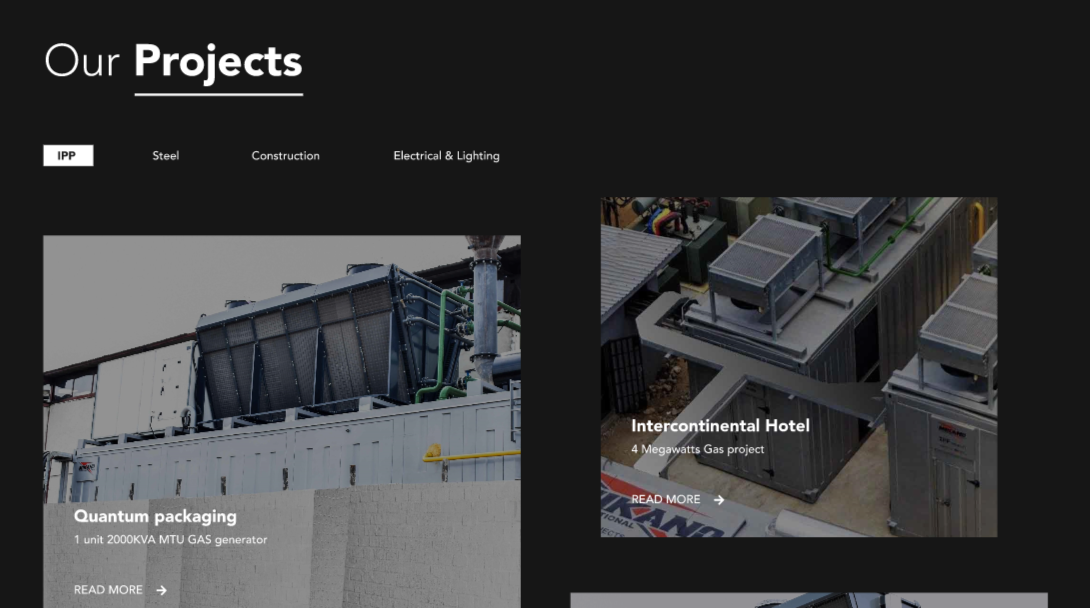 Our Projects
IPP
Steel
Construction
Electrical & Lighting
Quantum packaging
1 unit 2000KVA MTU GAS generator
READ MORE
Intercontinental Hotel
4 Megawatts Gas project
READ MORE
MIKANO